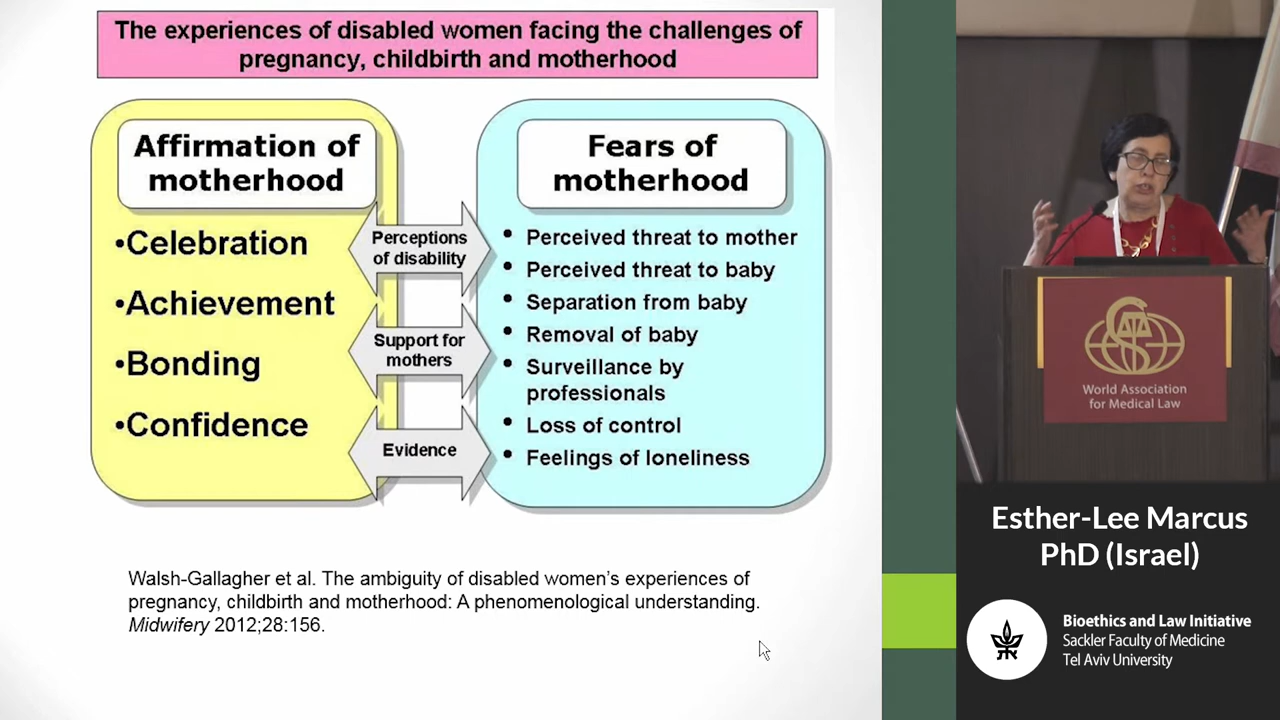 The experiences of disabled women facing the challenges of
pregnancy, childbirth and motherhood
Affirmation of
motherhood
•Celebration
•Achievement
•Bonding
•Confidence
Perceptions
of disability
Support for
mothers
Evidence
Fears of
motherhood
• Perceived threat to mother
• Perceived threat to baby
• Separation from baby
• Removal of baby
• Surveillance by
professionals
• Loss of control
• Feelings of loneliness
Walsh-Gallagher et al. The ambiguity of disabled women’s experiences of
pregnancy, childbirth and motherhood: A phenomenological understanding.
Midwifery 2012;28:156.
World Association
for Medical Law
Esther-Lee Marcus
PhD (Israel)
Bioethics and Law Initiative
Sackler Faculty of Medicine
Tel Aviv University